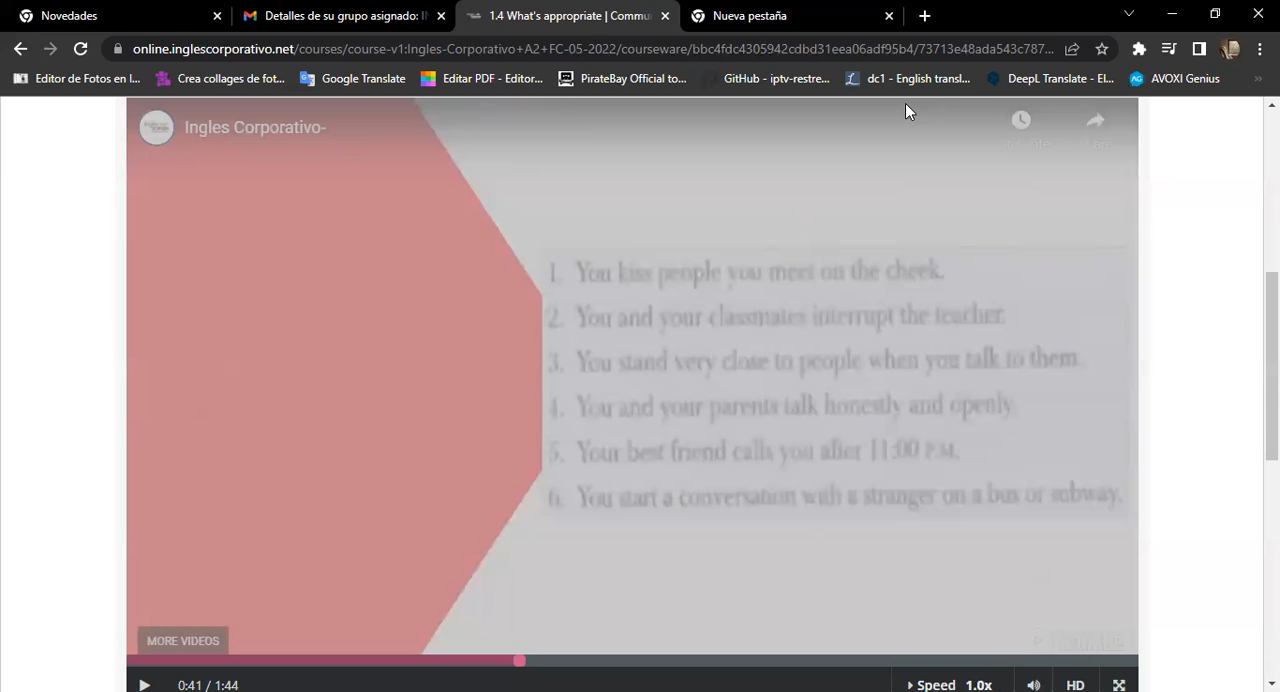 Novedades
Detalles de su grupo asignado: I
1.4 What's appropriate | Commu
Nueva pestaña
online.inglescorporativo.net/courses/course-v1:Ingles-Corporativo+A2+FC-05-2022/courseware/bbc4fdc4305942cdbd31eea06adf95b4/73713e48ada543c787...
Editor de Fotos en l...
Crea collages de fot...
Google Translate
Editar PDF - Editor...
PirateBay Official to...
GitHub - iptv-restre...
dc1 - English transl...
DeepL Translate - El...
AVOXI Genius
Ingles Corporativo-
1. You kiss people you meet on the cheek.
2. You and your classmates interrupt the teacher.
3. You stand very close to people when you talk to them.
4. You and your parents talk honestly and openly.
5. Your best friend calls you after 11:00 P.M.
6. You start a conversation with a stranger on a bus or subway.
MORE VIDEOS
0:41 / 1:44
Speed 1.0x
HD